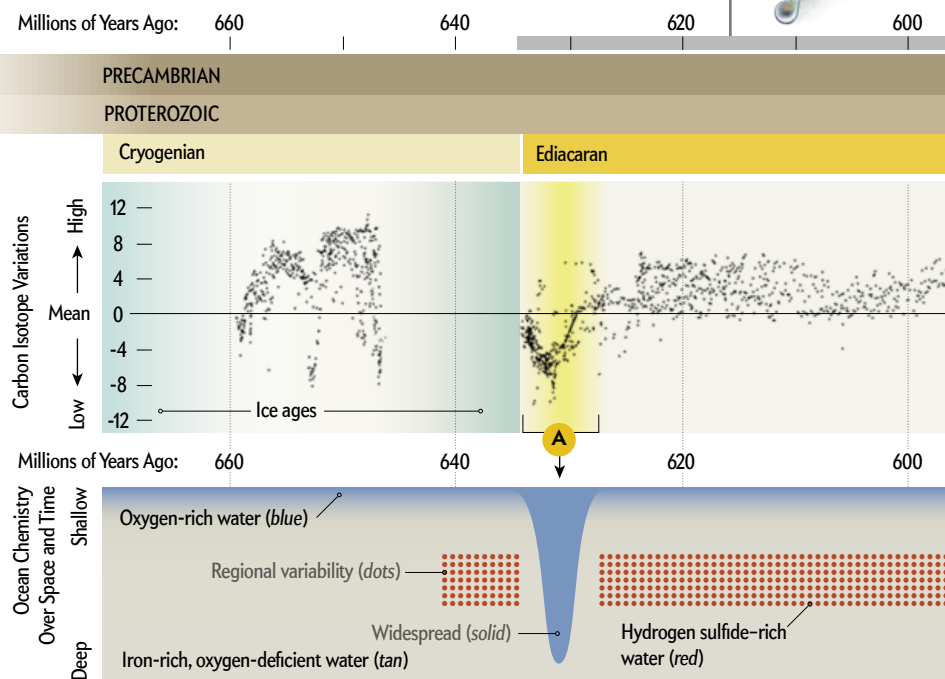 Millions of Years Ago: 660 640 620 600
PRECAMBRIAN
PROTEROZOIC
Cryogenian Ediacaran
Carbon Isotope Variations
High
Mean
Low
12
8
4
0
-4
-8
-12
Ice ages
A
Millions of Years Ago: 660 640 620 600
Ocean Chemistry
Over Space and Time
Shallow
Deep
Oxygen-rich water (blue)
Regional variability (dots)
Widespread (solid)
Hydrogen sulfide–rich
water (red)
Iron-rich, oxygen-deficient water (tan)